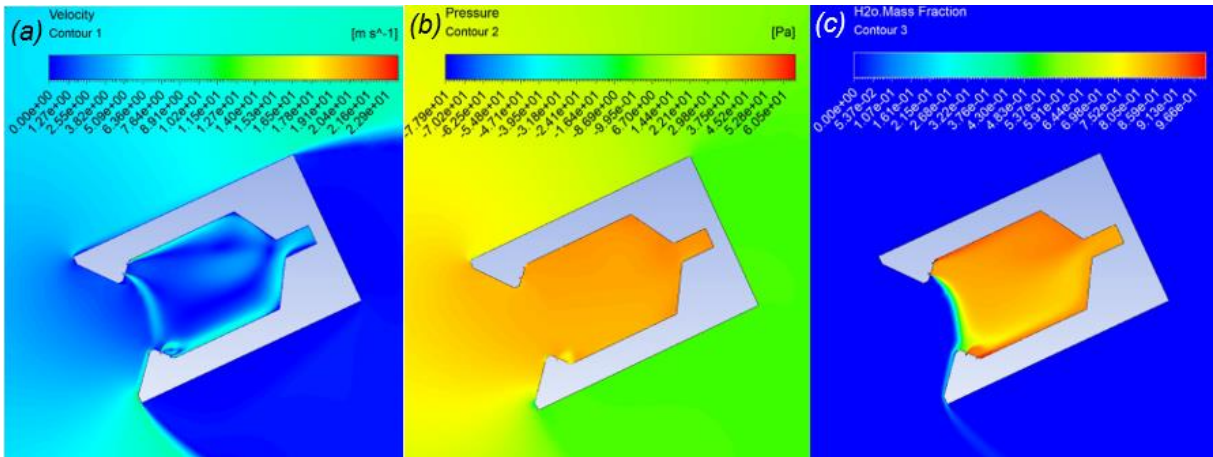 (a)
Velocity
Contour 1
[m s^-1]
0.00e+00
1.27e+00
2.55e+00
3.82e+00
5.09e+00
6.36e+00
7.64e+00
8.91e+00
1.02e+01
1.15e+01
1.27e+01
1.40e+01
1.53e+01
1.65e+01
1.78e+01
1.91e+01
2.04e+01
2.16e+01
2.29e+01
(b)
Pressure
Contour 2
[Pa]
-7.79e+01
-7.02e+01
-6.25e+01
-5.48e+01
-4.71e+01
-3.95e+01
-3.18e+01
-2.41e+01
-1.64e+01
-8.69e+00
-9.95e-01
6.70e+00
1.44e+01
2.21e+01
2.98e+01
3.75e+01
4.52e+01
5.28e+01
6.05e+01
(c)
H2o.Mass Fraction
Contour 3
0.00e+00
5.37e-02
1.07e-01
1.61e-01
2.15e-01
2.68e-01
3.22e-01
3.76e-01
4.30e-01
4.83e-01
5.37e-01
5.91e-01
6.44e-01
6.98e-01
7.52e-01
8.05e-01
8.59e-01
9.13e-01
9.66e-01